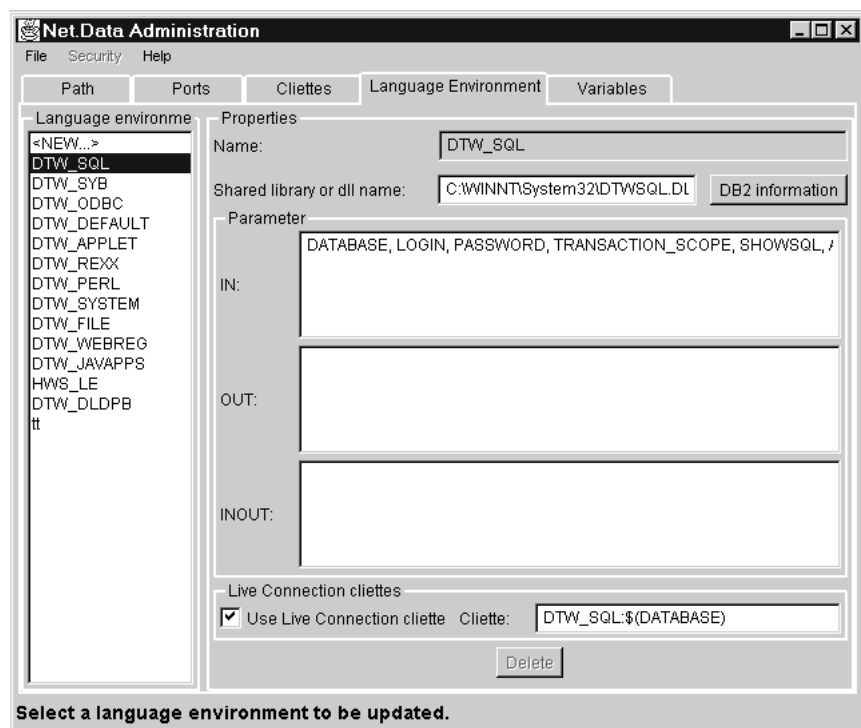 Net.Data Administration
File Security Help
Path Ports Cliettes Language Environment Variables
Language environme
<NEW...>
DTW_SQL
DTW_SYB
DTW_ODBC
DTW_DEFAULT
DTW_APPLET
DTW_REXX
DTW_PERL
DTW_SYSTEM
DTW_FILE
DTW_WEBREG
DTW_JAVAPPS
HWS_LE
DTW_DLDPB
tt
Properties
Name: DTW_SQL
Shared library or dll name: C:\WINNT\System32\DTWSQL.DL DB2 information
Parameter
IN: DATABASE, LOGIN, PASSWORD, TRANSACTION_SCOPE, SHOWSQL,
OUT:
INOUT:
Live Connection cliettes
Use Live Connection cliette Cliette: DTW_SQL:$(DATABASE)
Delete
Select a language environment to be updated.